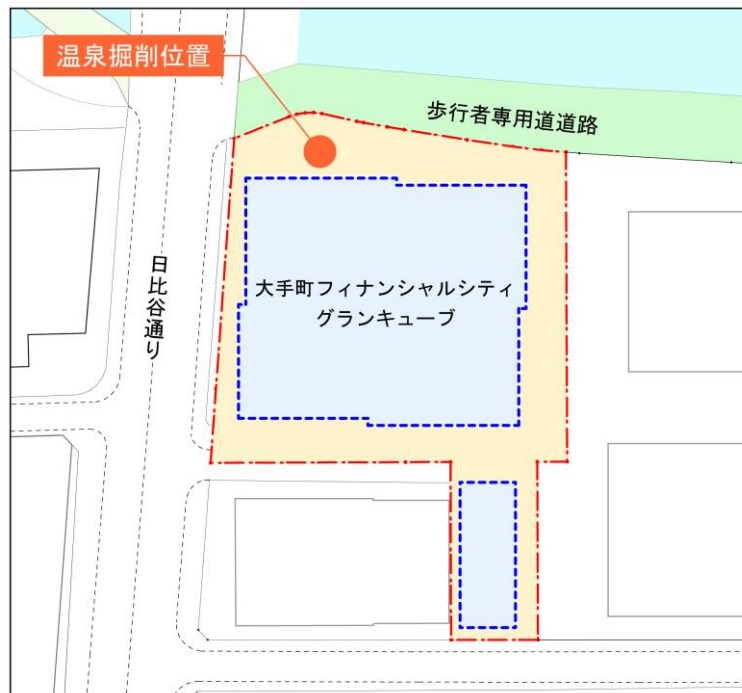 温泉掘削位置
歩行者専用道道路
日比谷通り
大手町フィナンシャルシティ
グランキューブ